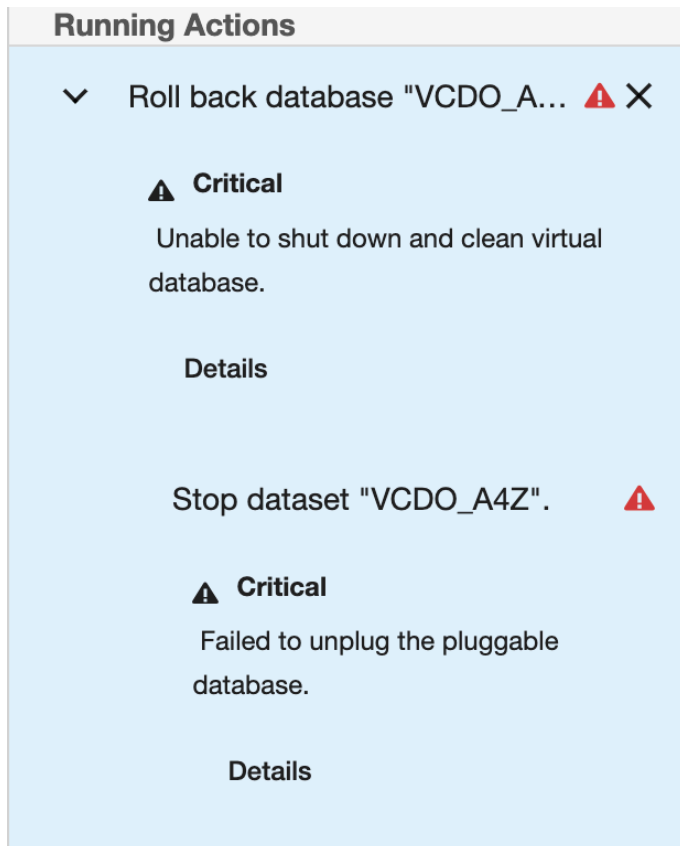 Running Actions
Roll back database "VCDO_A...
Critical
Unable to shut down and clean virtual
database.
Details
Stop dataset "VCDO_A4Z".
Critical
Failed to unplug the pluggable
database.
Details